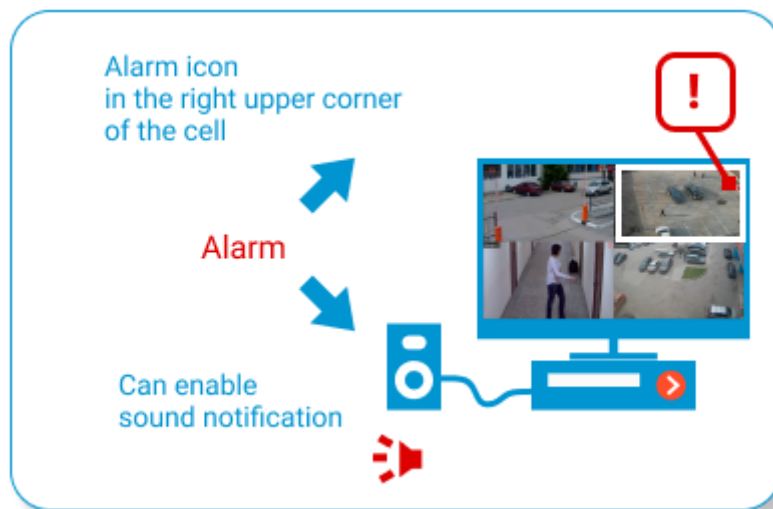 Alarm icon
in the right upper corner
of the cell
!
Alarm
Can enable
sound notification